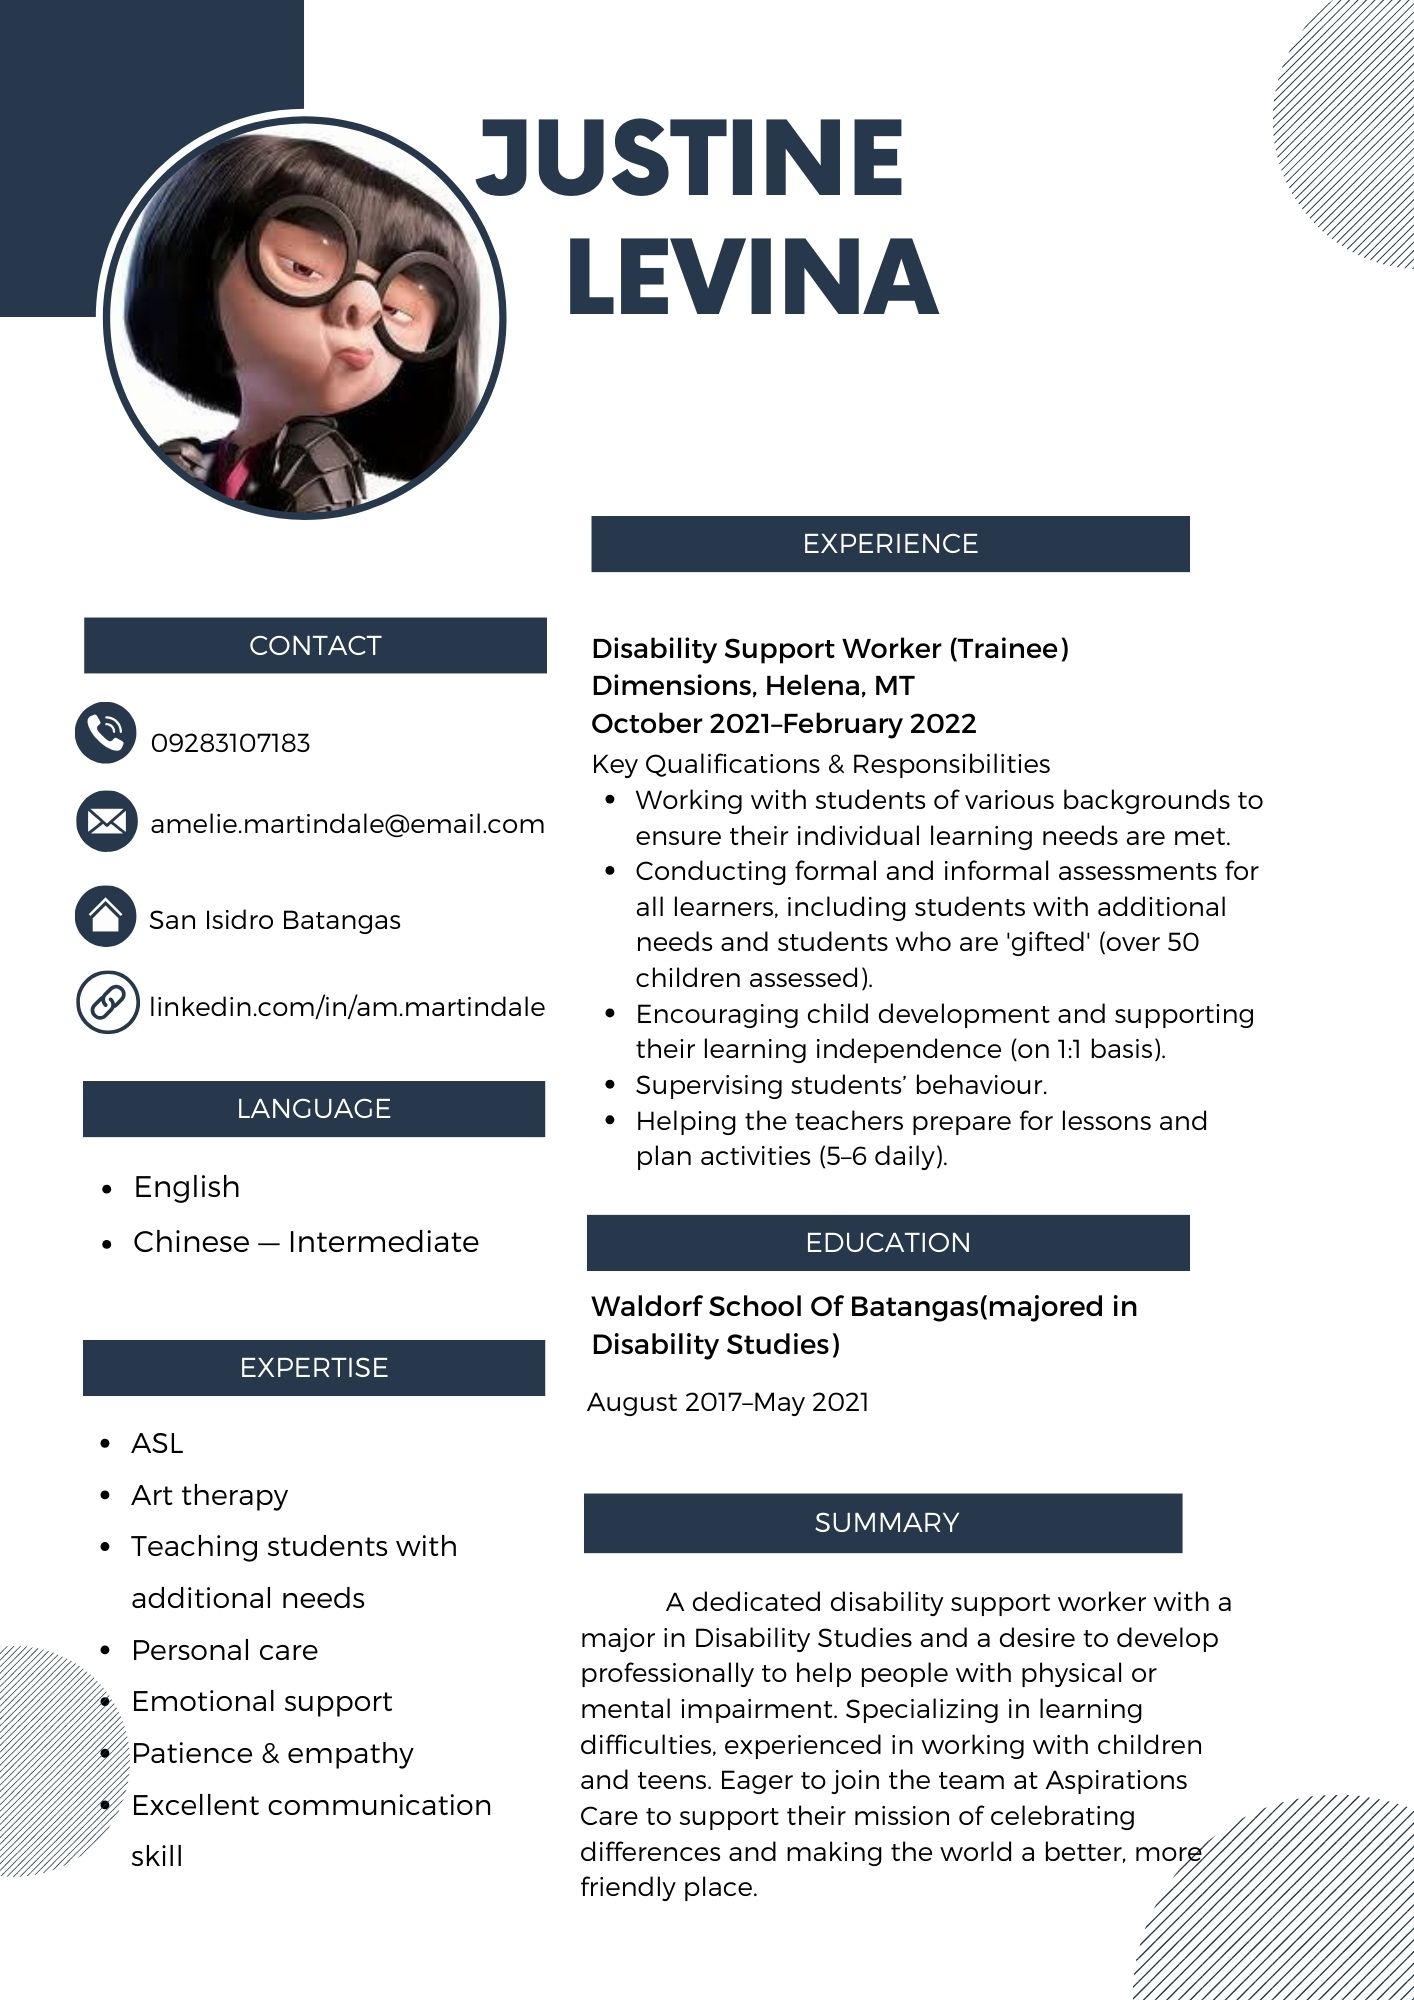 JUSTINE
LEVINA
CONTACT
09283107183
amelie.martindale@email.com
San Isidro Batangas
linkedin.com/in/am.martindale
LANGUAGE
• English
• Chinese — Intermediate
EXPERTISE
• ASL
• Art therapy
• Teaching students with
additional needs
• Personal care
• Emotional support
• Patience & empathy
• Excellent communication
skill
EXPERIENCE
Disability Support Worker (Trainee)
Dimensions, Helena, MT
October 2021–February 2022
Key Qualifications & Responsibilities
• Working with students of various backgrounds to
ensure their individual learning needs are met.
• Conducting formal and informal assessments for
all learners, including students with additional
needs and students who are 'gifted' (over 50
children assessed).
• Encouraging child development and supporting
their learning independence (on 1:1 basis).
• Supervising students’ behaviour.
• Helping the teachers prepare for lessons and
plan activities (5–6 daily).
EDUCATION
Waldorf School Of Batangas(majored in
Disability Studies)
August 2017–May 2021
SUMMARY
A dedicated disability support worker with a
major in Disability Studies and a desire to develop
professionally to help people with physical or
mental impairment. Specializing in learning
difficulties, experienced in working with children
and teens. Eager to join the team at Aspirations
Care to support their mission of celebrating
differences and making the world a better, more
friendly place.